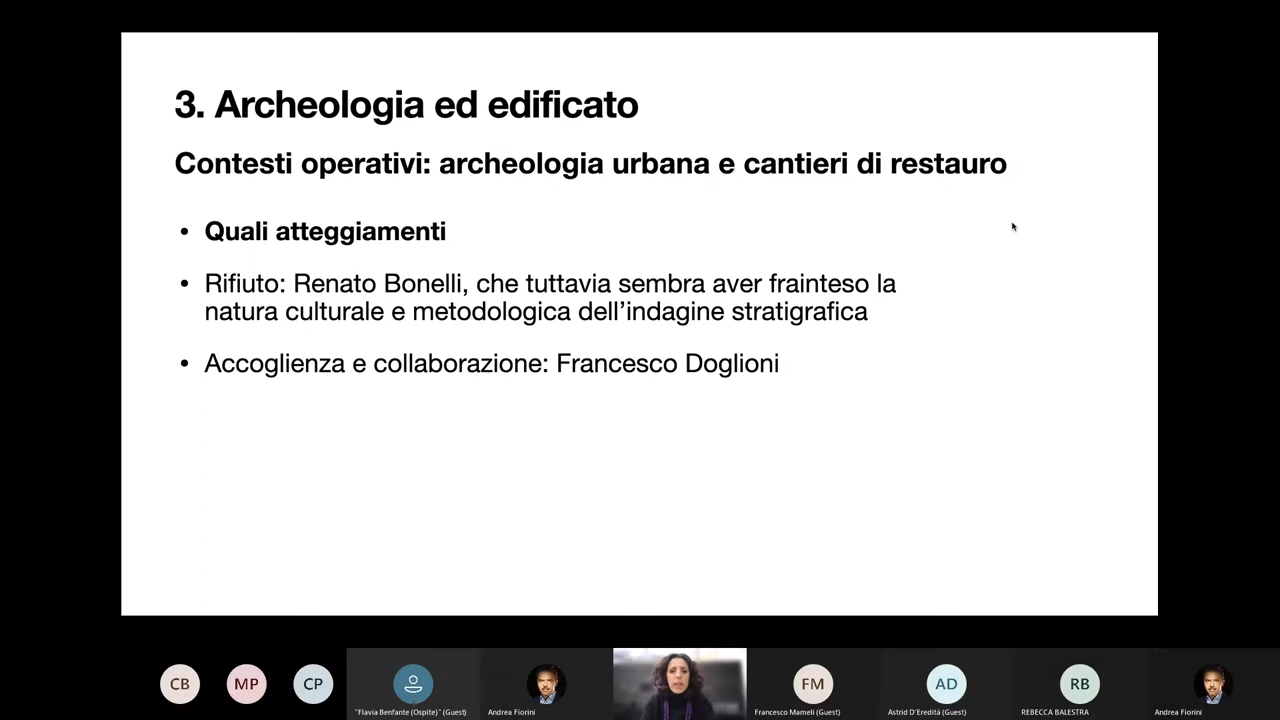 3. Archeologia ed edificato
Contesti operativi: archeologia urbana e cantieri di restauro
• Quali atteggiamenti
• Rifiuto: Renato Bonelli, che tuttavia sembra aver frainteso la
natura culturale e metodologica dell’indagine stratigrafica
• Accoglienza e collaborazione: Francesco Doglioni
CB
MP
CP
FM
AD
RB
"Flavia Benfante (Ospite)" (Guest)
Andrea Fiorini
Francesco Mameli (Guest)
Astrid D'Eredità (Guest)
REBECCA BALESTRA
Andrea Fiorini